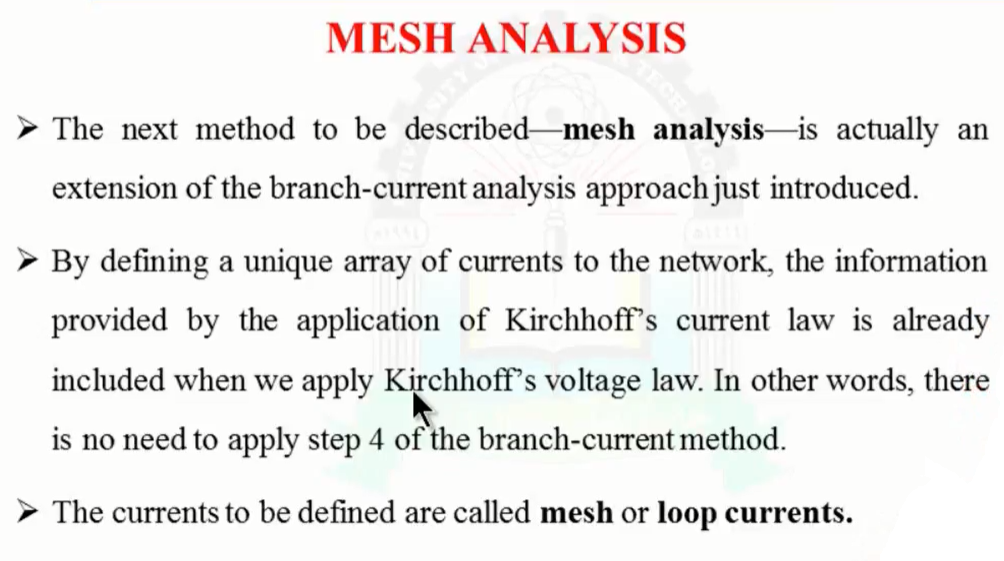 MESH ANALYSIS
➤ The next method to be described—mesh analysis—is actually an
extension of the branch-current analysis approach just introduced.
➤ By defining a unique array of currents to the network, the information
provided by the application of Kirchhoff’s current law is already
included when we apply Kirchhoff’s voltage law. In other words, there
is no need to apply step 4 of the branch-current method.
➤ The currents to be defined are called mesh or loop currents.